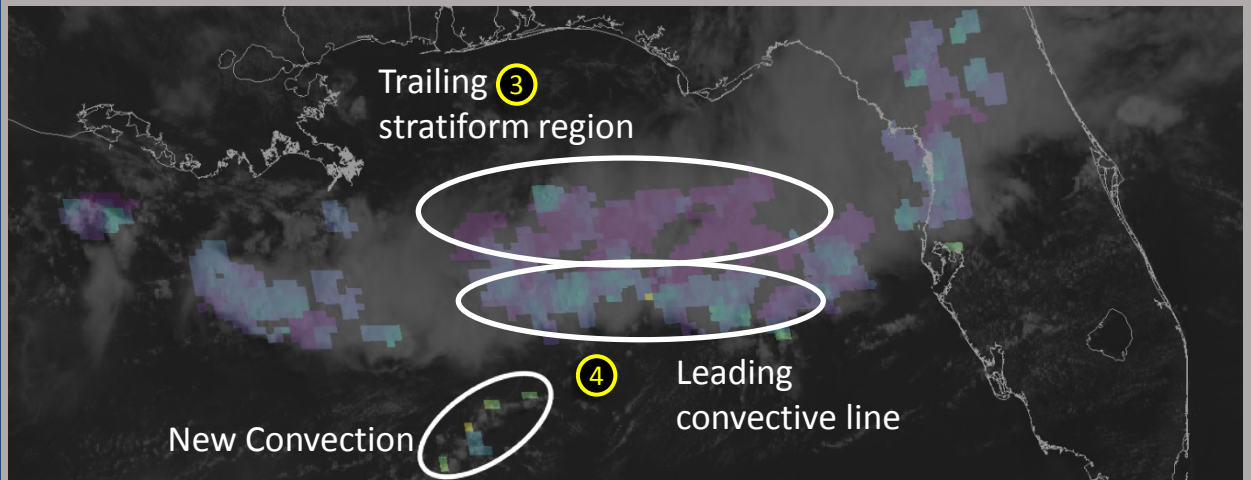 Trailing 3
stratiform region
4
Leading
convective line
New Convection